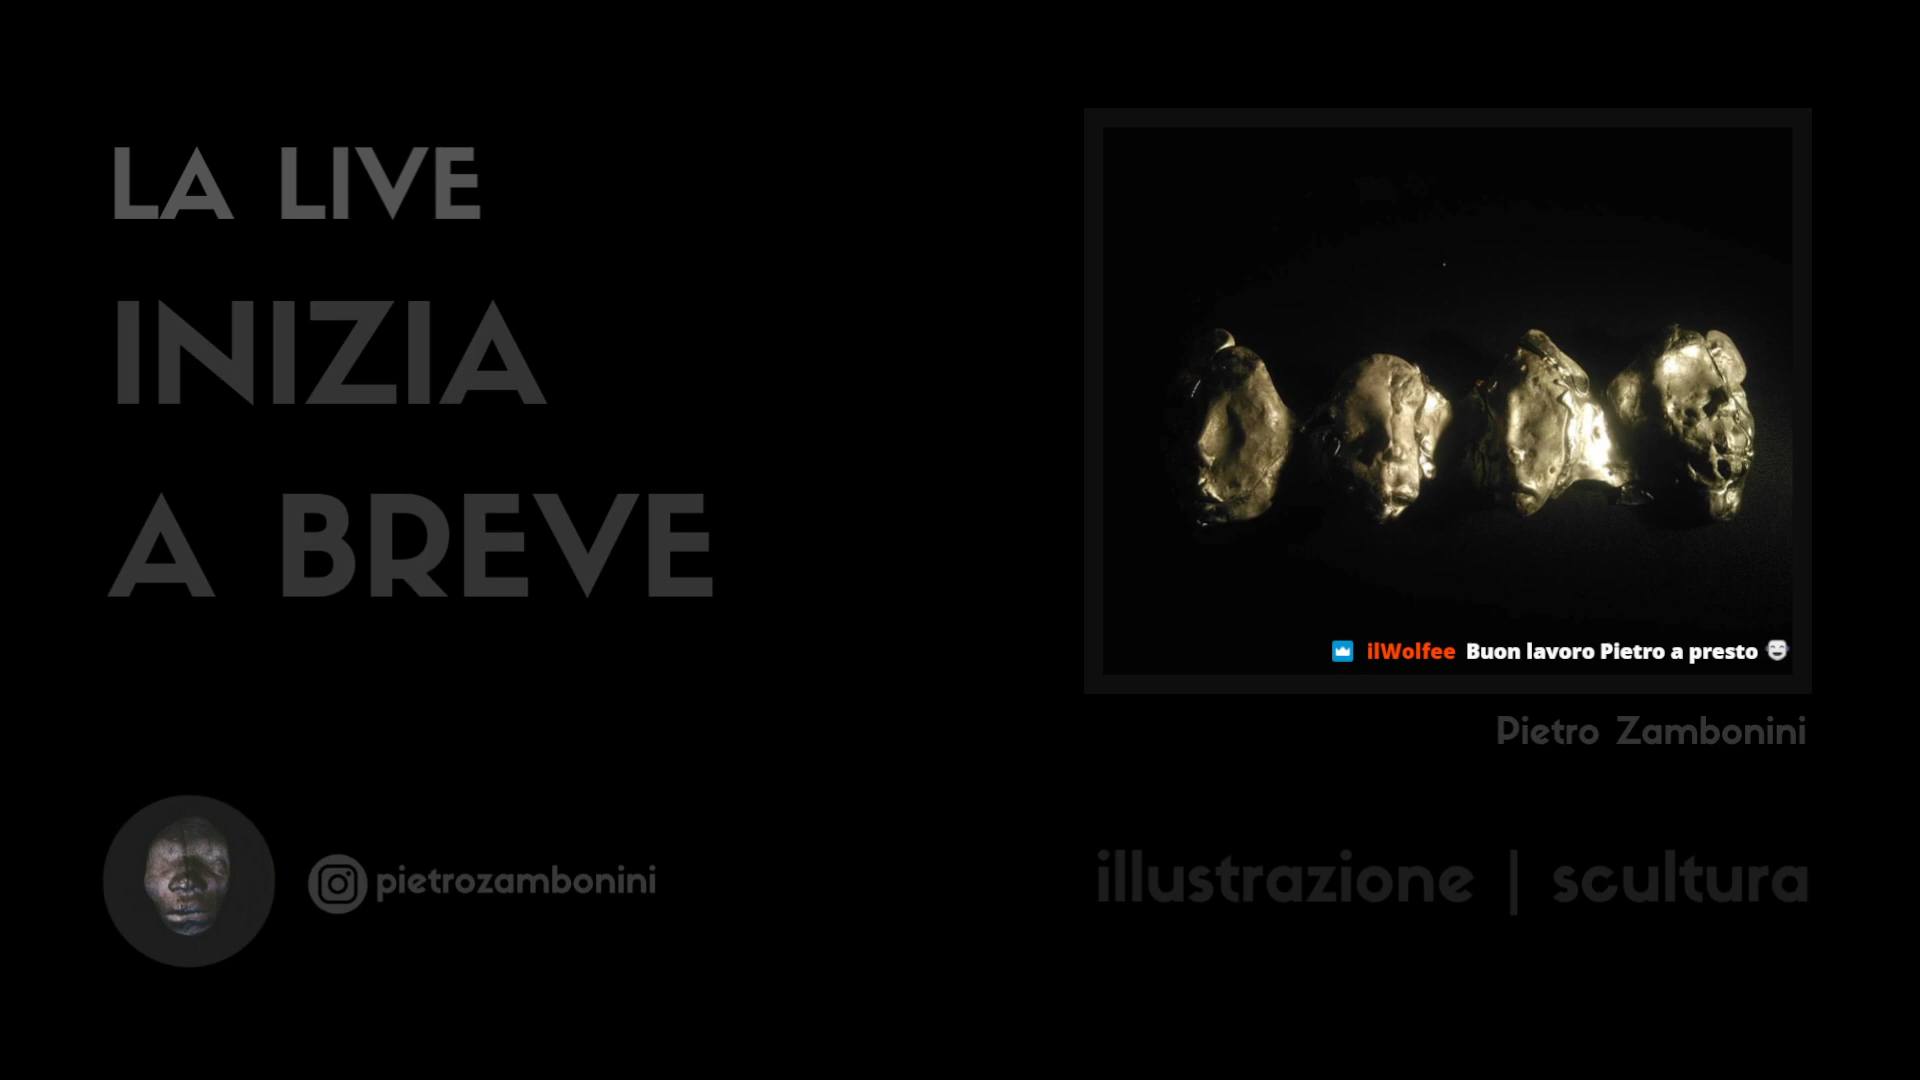 LA LIVE
INIZIA
A BREVE
ilWolfee Buon lavoro Pietro a presto
Pietro Zambonini
pietrozambonini
illustrazione | scultura